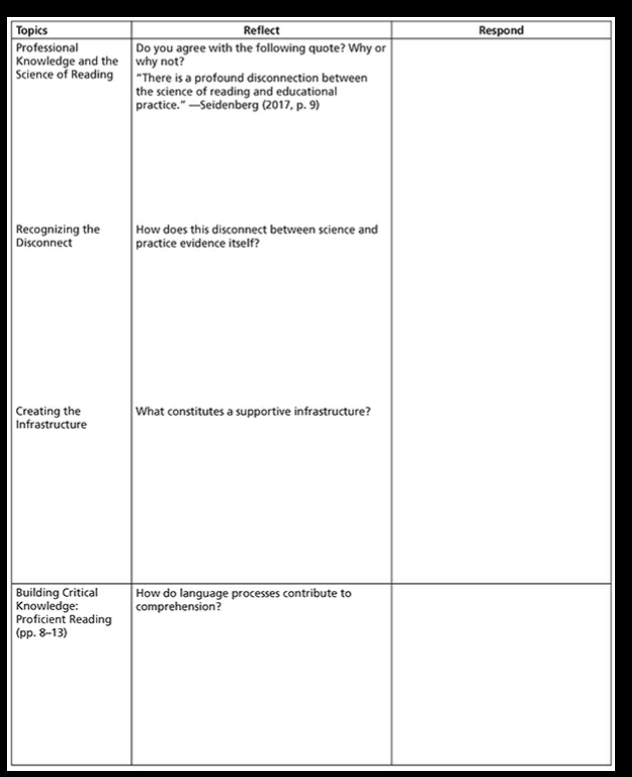 Topics
Reflect
Respond
Professional
Knowledge and the
Science of Reading
Do you agree with the following quote? Why or
why not?
“There is a profound disconnection between
the science of reading and educational
practice.” —Seidenberg (2017, p. 9)
Recognizing the
Disconnect
How does this disconnect between science and
practice evidence itself?
Creating the
Infrastructure
What constitutes a supportive infrastructure?
Building Critical
Knowledge:
Proficient Reading
(pp. 8–13)
How do language processes contribute to
comprehension?